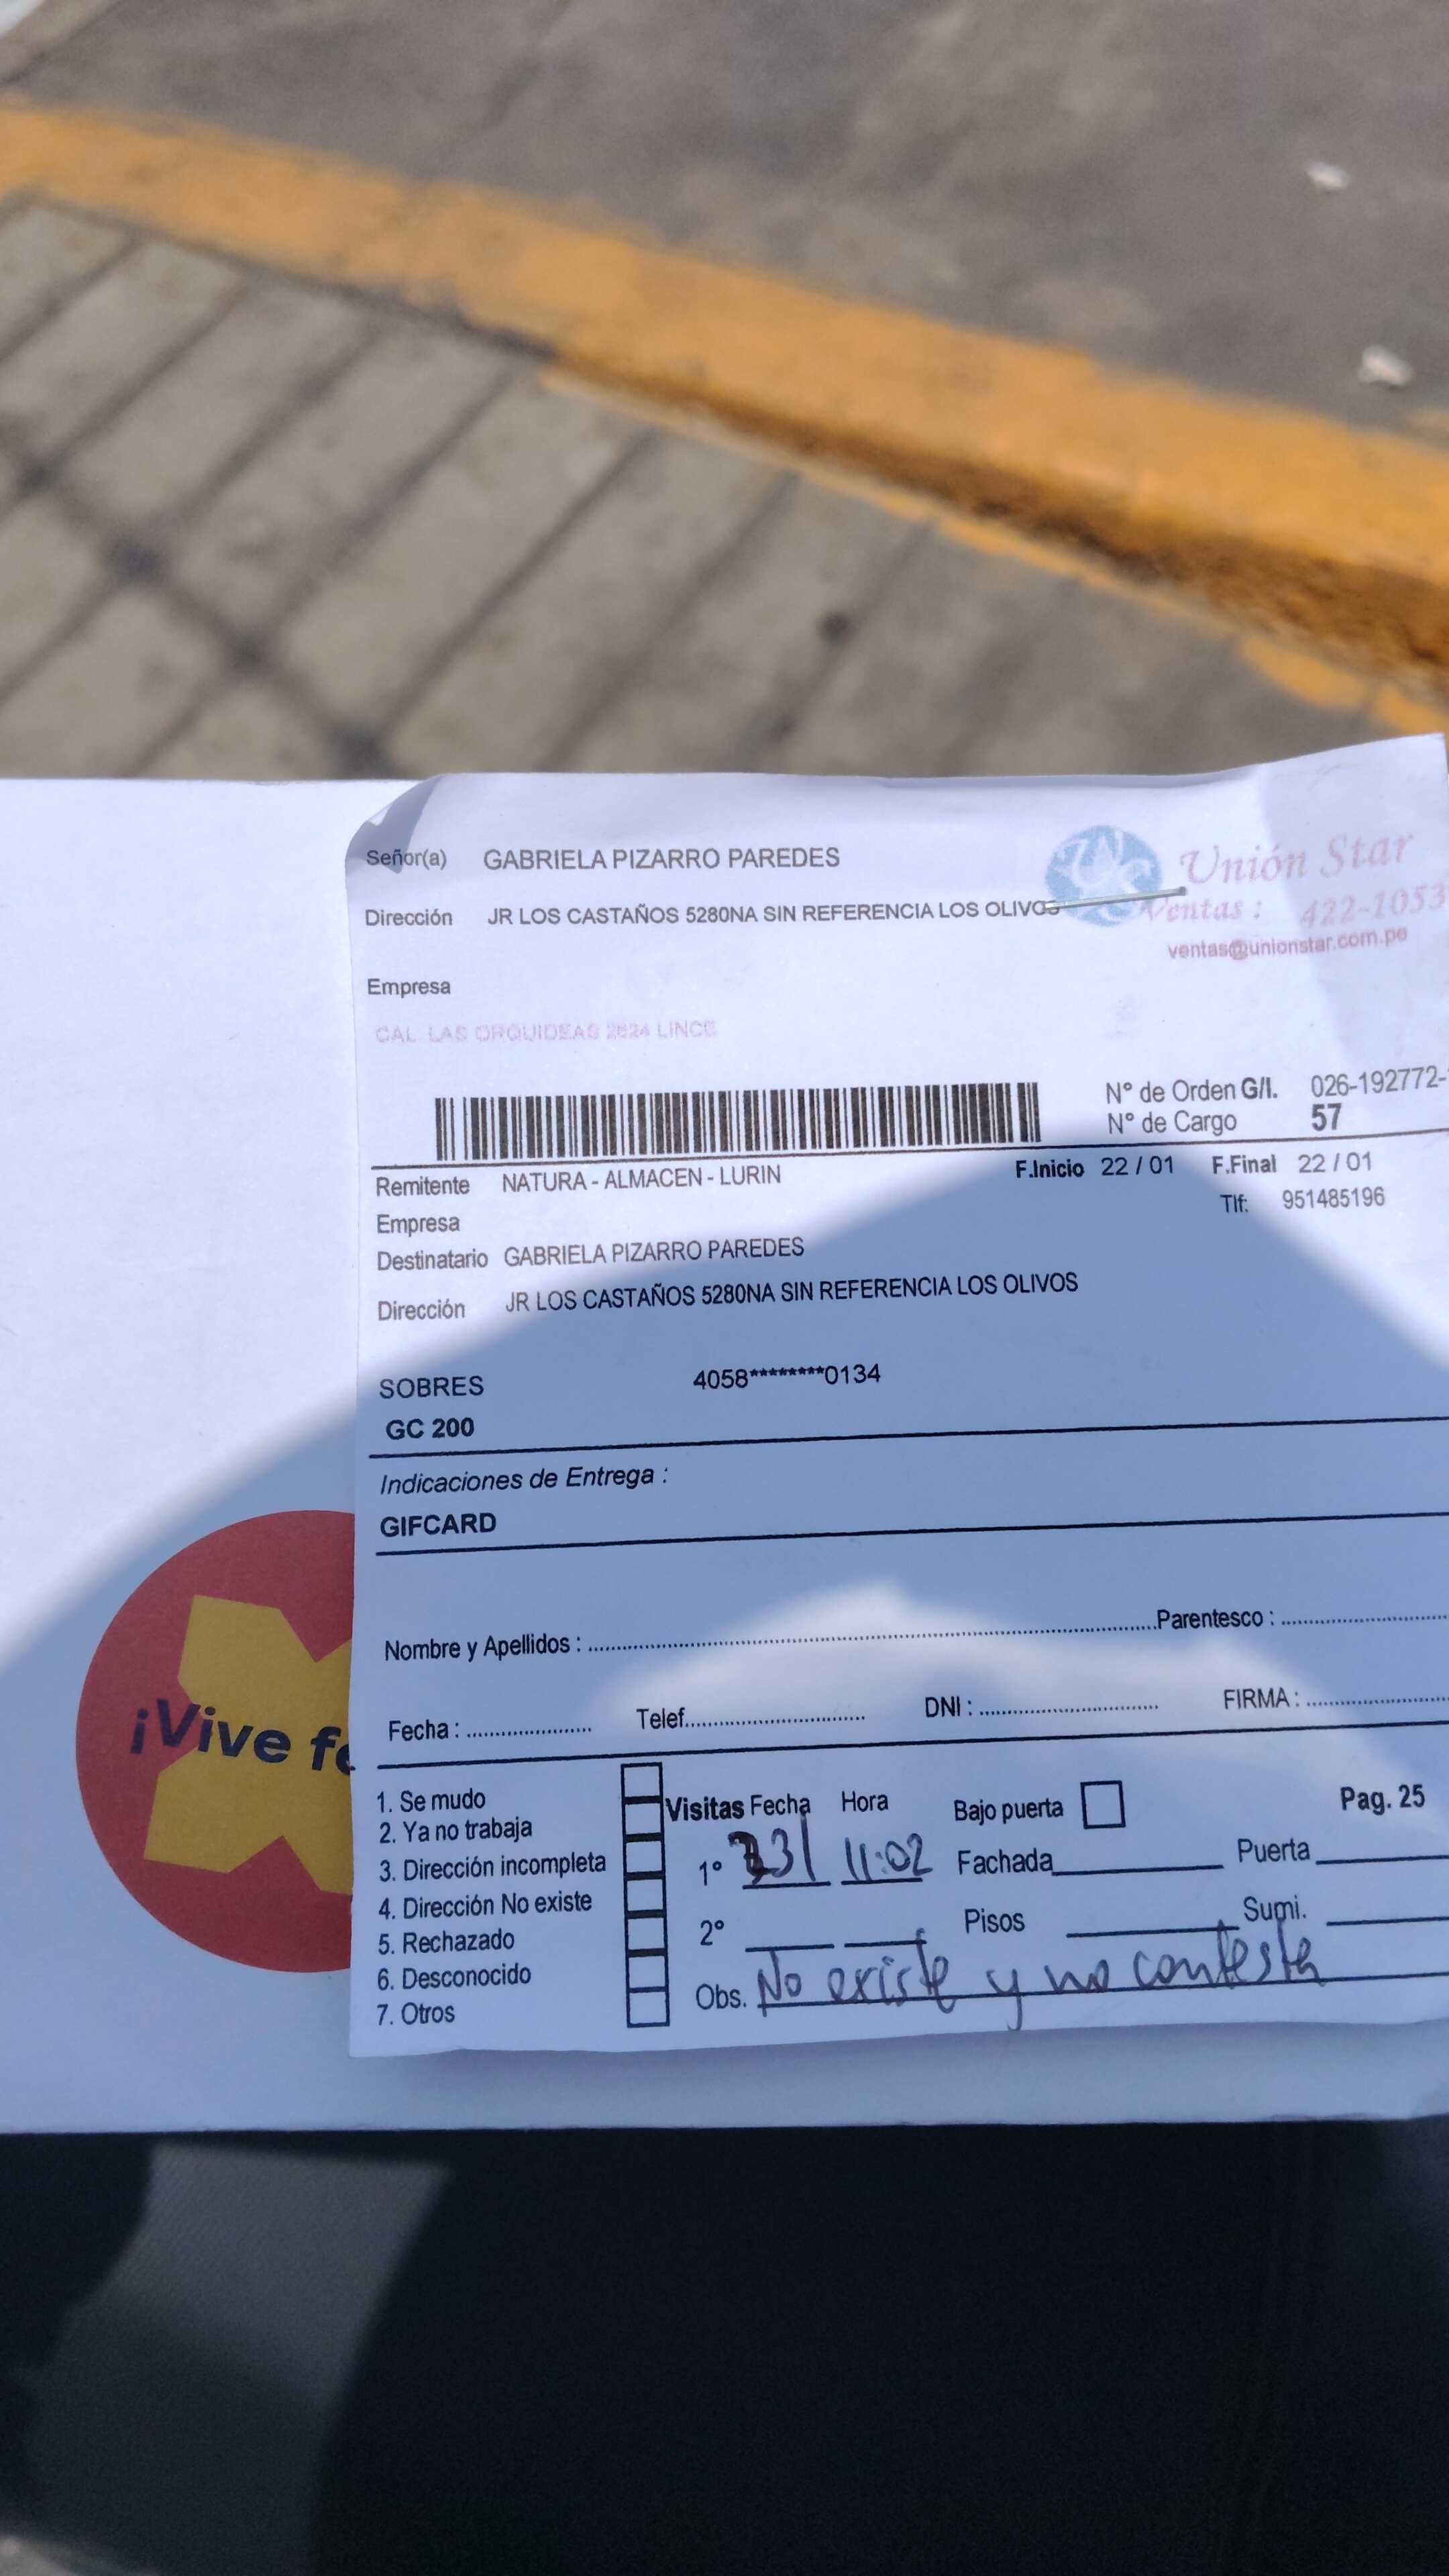 Señor(a) GABRIELA PIZARRO PAREDES
Unión Star
Dirección JR LOS CASTAÑOS 5280NA SIN REFERENCIA LOS OLIVOS
Ventas : 422-1053
ventas@unionstar.com.pe
Empresa
CAL. LAS ORQUIDEAS 2624 LINCE
N° de Orden G/I. 026-192772-
N° de Cargo 57
Remitente NATURA - ALMACEN - LURIN
F.Inicio 22 / 01 F.Final 22 / 01
Empresa
Tlf: 951485196
Destinatario GABRIELA PIZARRO PAREDES
Dirección JR LOS CASTAÑOS 5280NA SIN REFERENCIA LOS OLIVOS
SOBRES 4058********0134
GC 200
Indicaciones de Entrega :
GIFCARD
Nombre y Apellidos : Parentesco :
Fecha : Telef. DNI : FIRMA :
¡Vive fe
1. Se mudo
2. Ya no trabaja
3. Dirección incompleta
4. Dirección No existe
5. Rechazado
6. Desconocido
7. Otros
Visitas Fecha Hora Bajo puerta Pag. 25
1° 11:02 Fachada Puerta
2° Pisos Sumi.
Obs. No existe y no contesta